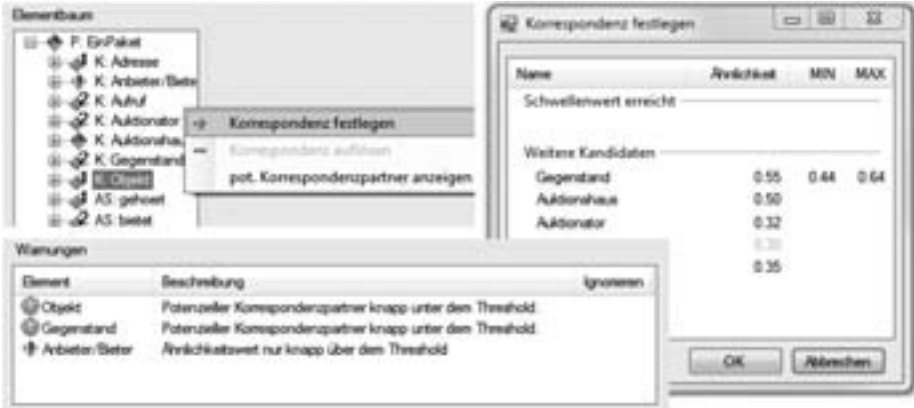 Elementbaum
P: EinPaket
K: Adresse
K: Anbieter/Biete
K: Aufruf
K: Auktionator
K: Auktionshau
K: Gegenstand
K: Objekt
AS: gehoert
AS: bietet
Korrespondenz festlegen
Korrespondenz auflösen
pot. Korrespondenzpartner anzeigen
Korrespondenz festlegen
Name Ähnlichkeit MIN MAX
Schwellenwert erreicht
Weitere Kandidaten
Gegenstand 0.55 0.44 0.64
Auktionshaus 0.50
Auktionator 0.32
0.35
OK Abbrechen
Warnungen
Element Beschreibung Ignorieren
Objekt Potenzieller Korrespondenzpartner knapp unter dem Threshold.
Gegenstand Potenzieller Korrespondenzpartner knapp unter dem Threshold.
Anbieter/Bieter Ähnlichkeitswert nur knapp über dem Threshold